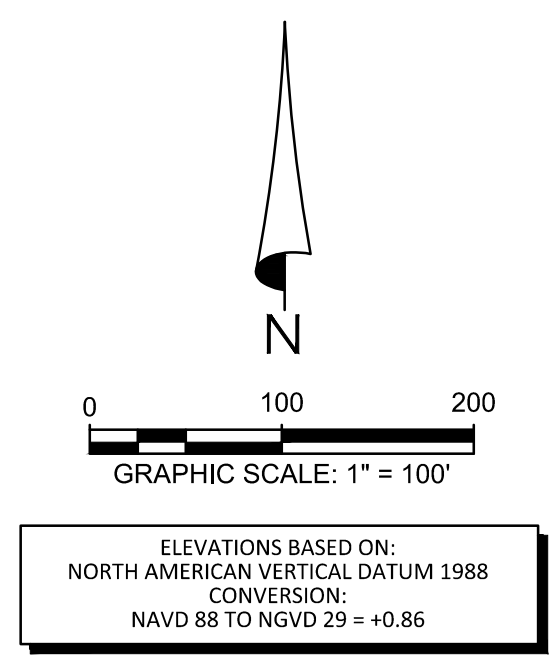 N
0 100 200
GRAPHIC SCALE: 1" = 100'
ELEVATIONS BASED ON:
NORTH AMERICAN VERTICAL DATUM 1988
CONVERSION:
NAVD 88 TO NGVD 29 = +0.86